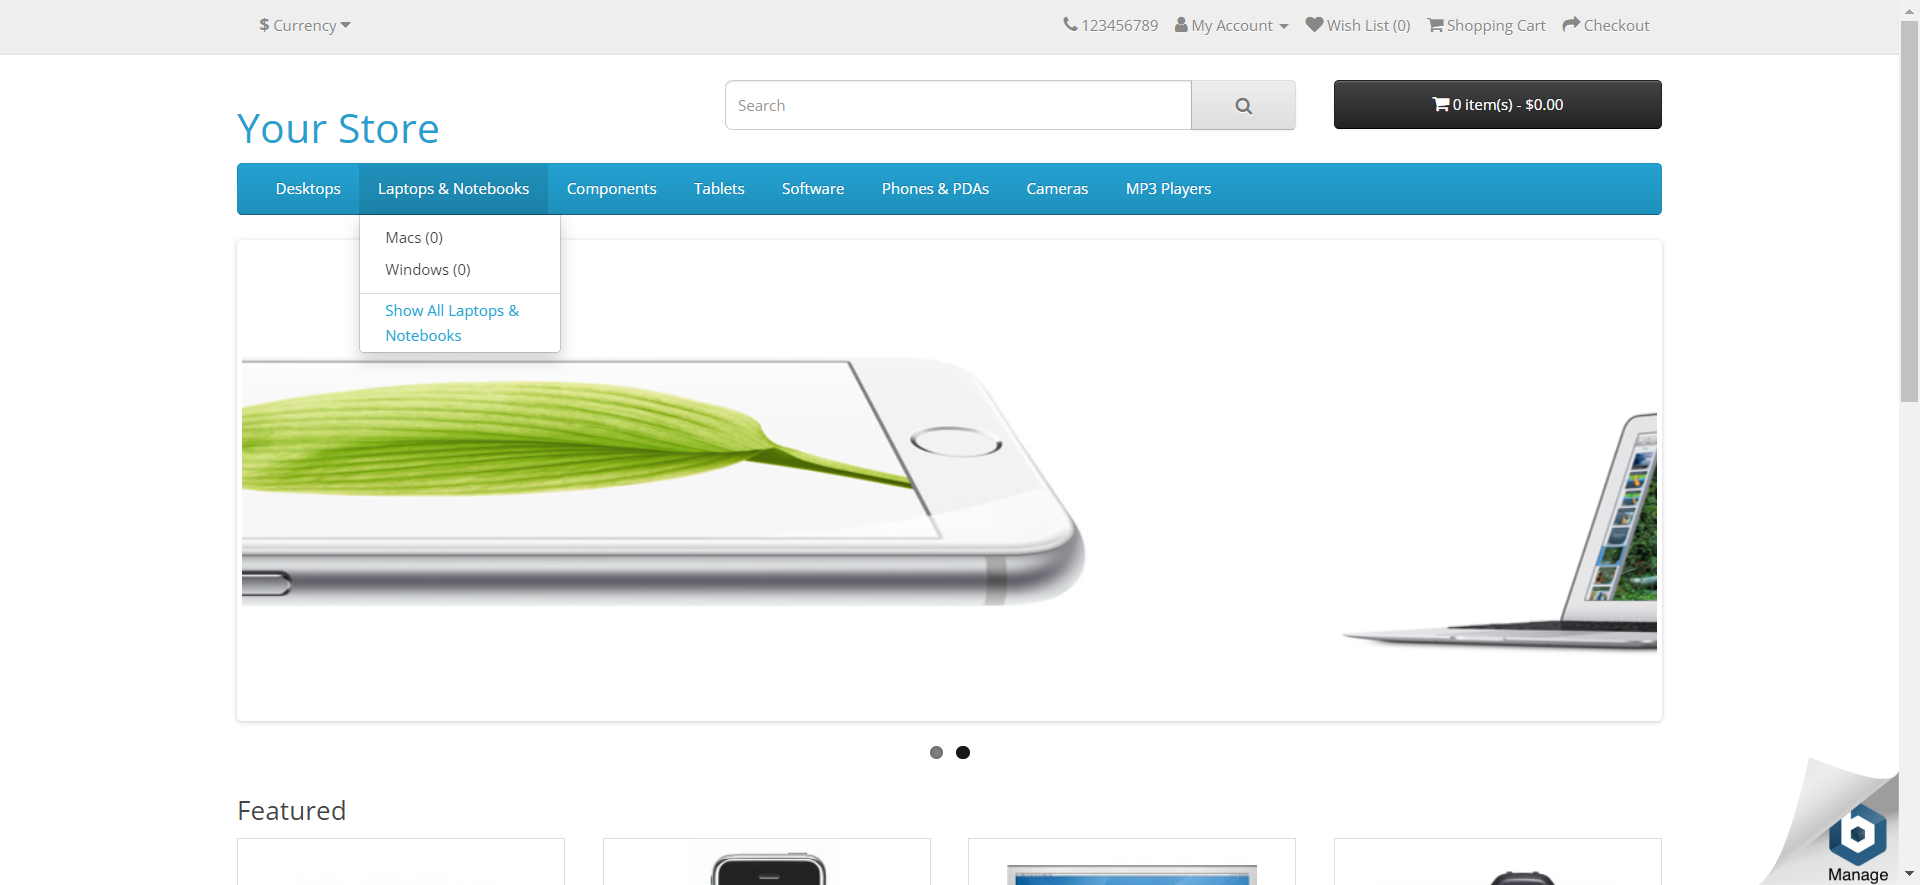 $ Currency
123456789 My Account Wish List (0) Shopping Cart Checkout
Your Store
Search
0 item(s) - $0.00
Desktops Laptops & Notebooks Components Tablets Software Phones & PDAs Cameras MP3 Players
Macs (0)
Windows (0)
Show All Laptops &
Notebooks
Featured
b
Manage